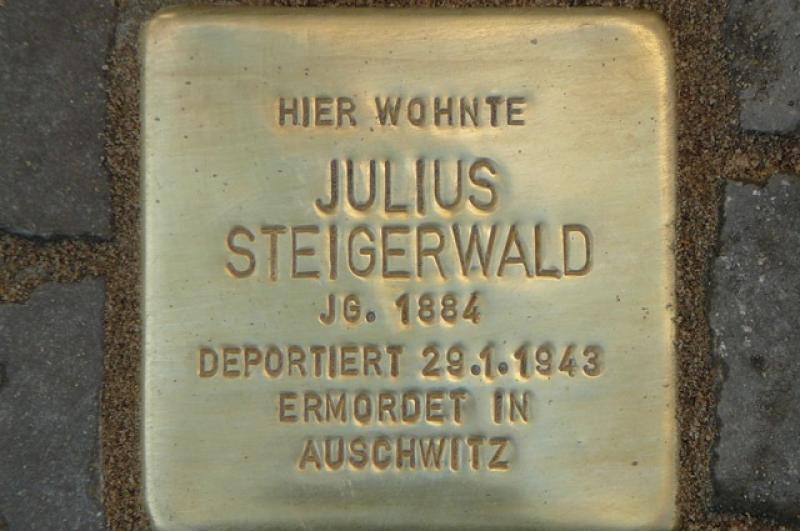 HIER WOHNTE
JULIUS
STEIGERWALD
JG. 1884
DEPORTIERT 29.1.1943
ERMORDET IN
AUSCHWITZ